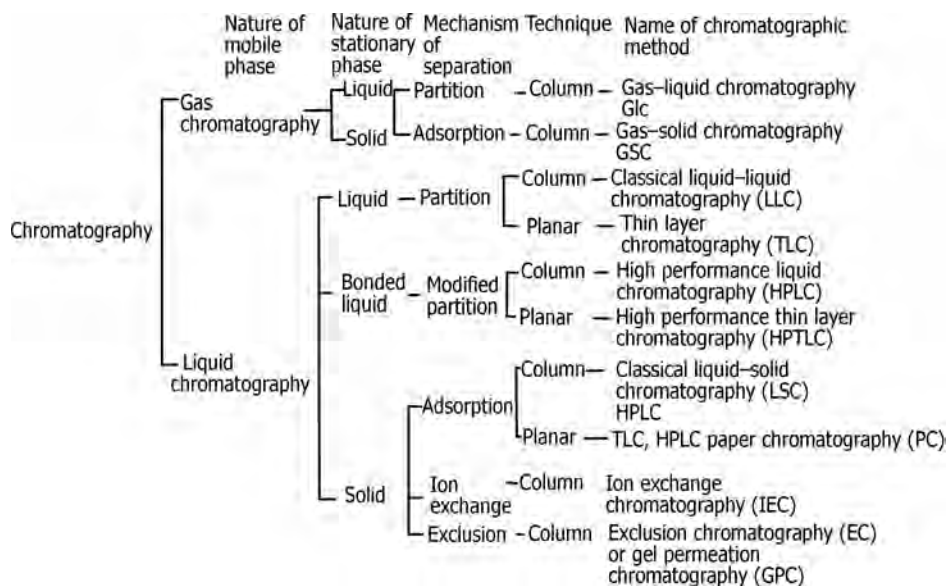 Nature of mobile phase
Nature of stationary phase
Mechanism of separation
Technique
Name of chromatographic method
Chromatography
Gas chromatography
Liquid
Partition
Column
Gas–liquid chromatography
Glc
Solid
Adsorption
Column
Gas–solid chromatography
GSC
Liquid chromatography
Liquid
Partition
Column
Classical liquid–liquid
chromatography (LLC)
Planar
Thin layer
chromatography (TLC)
Bonded
liquid
Modified
partition
Column
High performance liquid
chromatography (HPLC)
Planar
High performance thin layer
chromatography (HPTLC)
Solid
Adsorption
Column
Classical liquid–solid
chromatography (LSC)
HPLC
Planar
TLC, HPLC paper chromatography (PC)
Ion
exchange
Column
Ion exchange
chromatography (IEC)
Exclusion
Column
Exclusion chromatography (EC)
or gel permeation
chromatography (GPC)